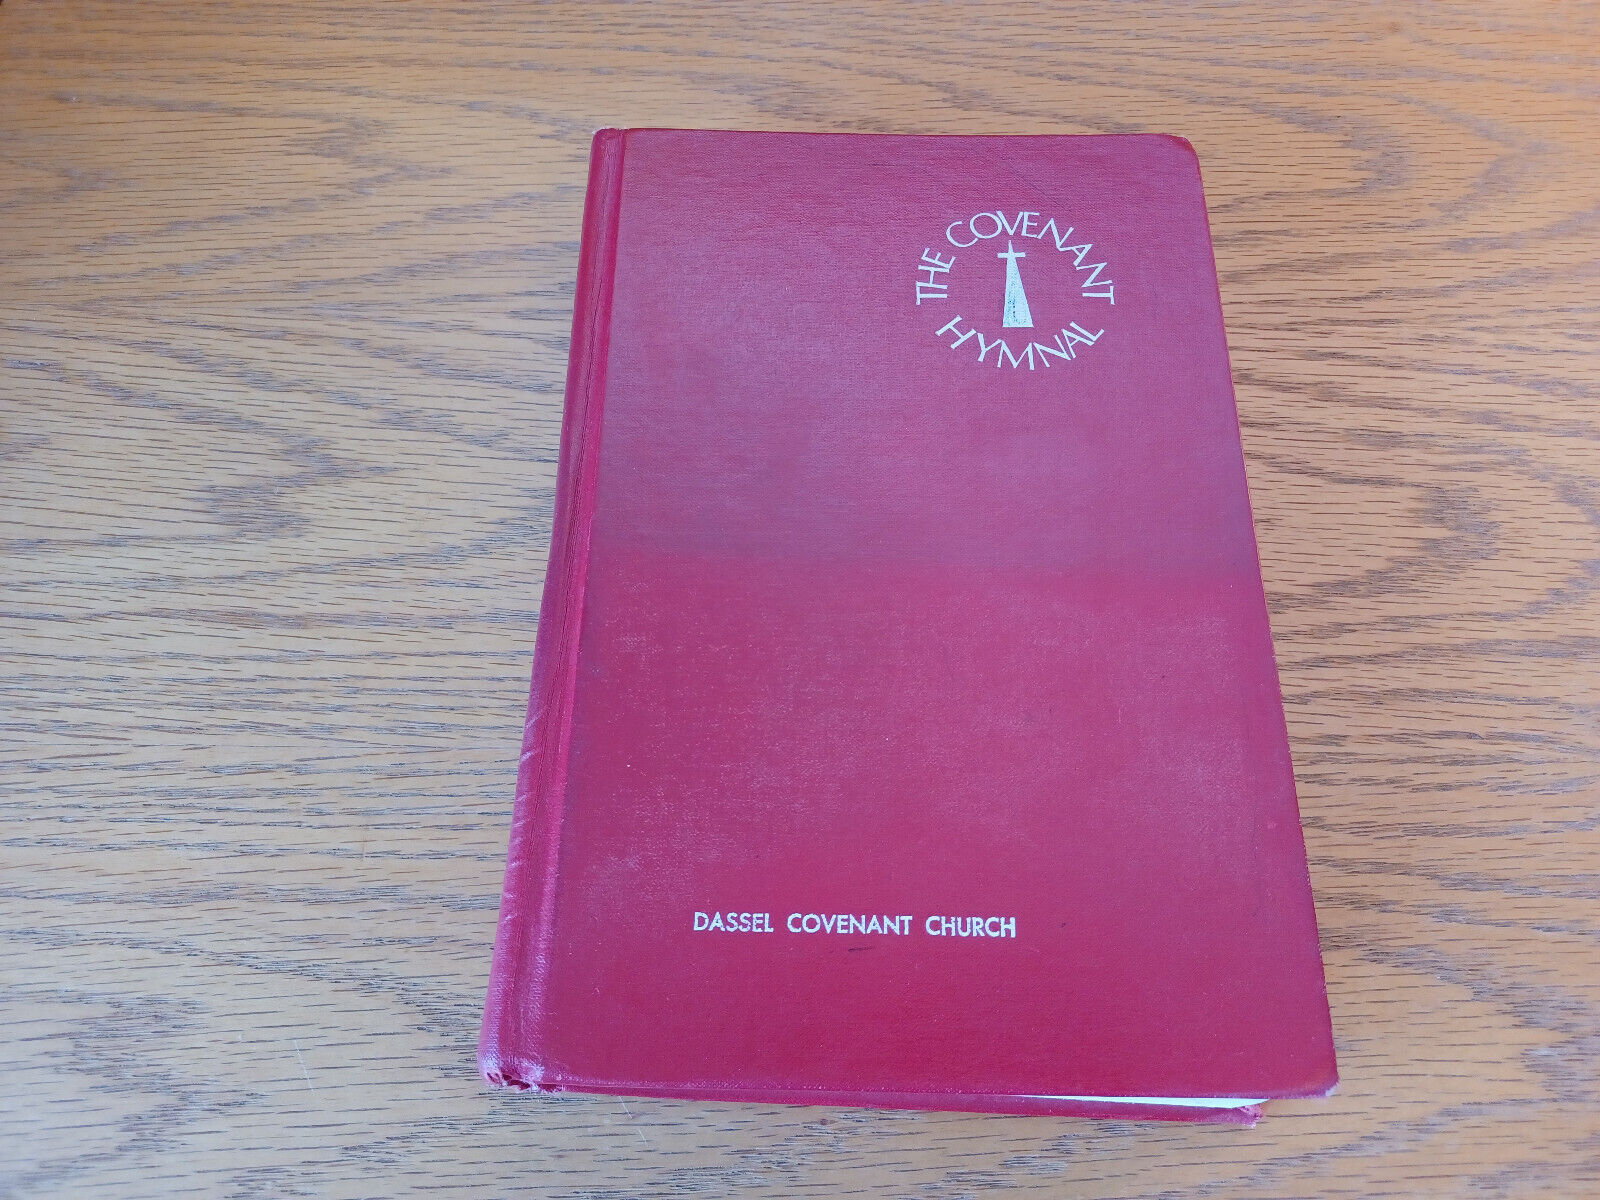 THE COVENANT
HYMNAL
DASSEL COVENANT CHURCH